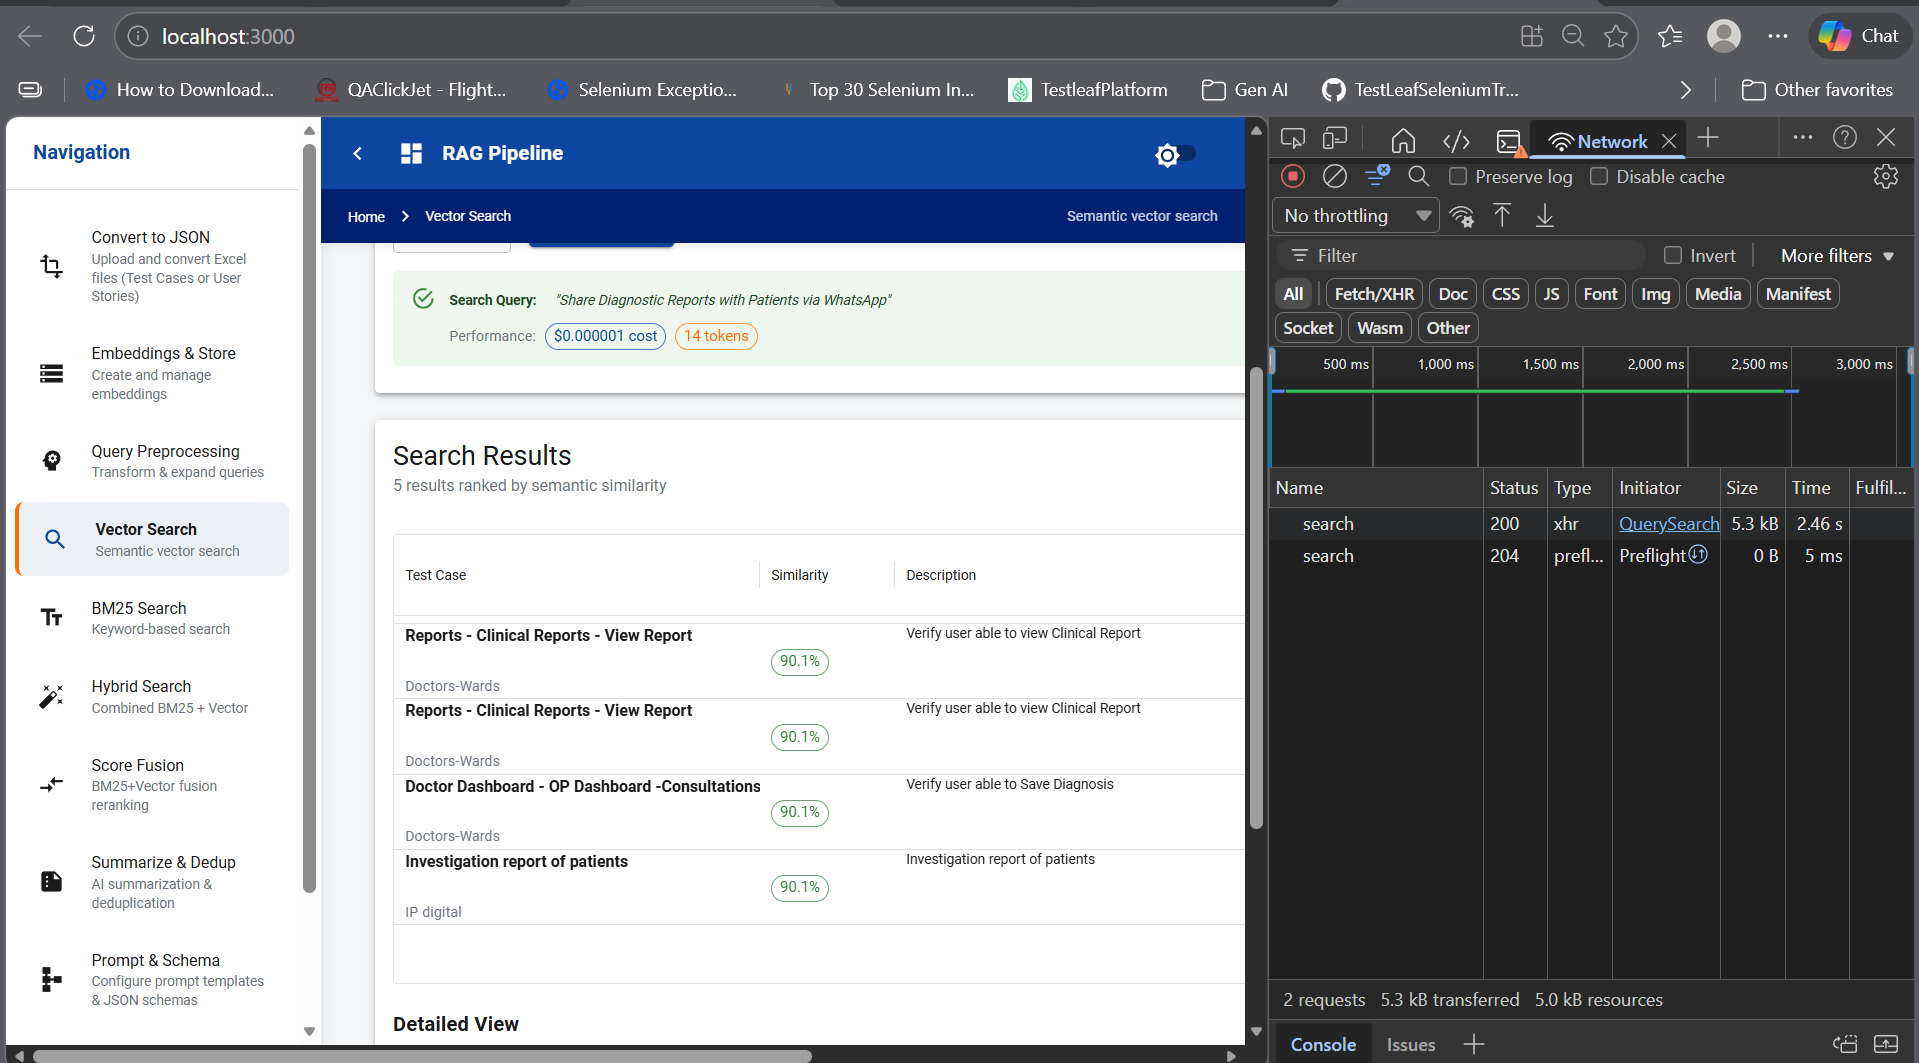 localhost:3000
Chat
How to Download...
QAClickJet - Flight...
Selenium Exceptio...
Top 30 Selenium In...
TestleafPlatform
Gen AI
TestLeafSeleniumTr...
Other favorites
Navigation
Convert to JSON
Upload and convert Excel
files (Test Cases or User
Stories)
Embeddings & Store
Create and manage
embeddings
Query Preprocessing
Transform & expand queries
Vector Search
Semantic vector search
BM25 Search
Keyword-based search
Hybrid Search
Combined BM25 + Vector
Score Fusion
BM25+Vector fusion
reranking
Summarize & Dedup
AI summarization &
deduplication
Prompt & Schema
Configure prompt templates
& JSON schemas
RAG Pipeline
Home
Vector Search
Semantic vector search
Search Query: "Share Diagnostic Reports with Patients via WhatsApp"
Performance: $0.000001 cost 14 tokens
Search Results
5 results ranked by semantic similarity
Test Case Similarity Description
Reports - Clinical Reports - View Report
Verify user able to view Clinical Report
90.1%
Doctors-Wards
Reports - Clinical Reports - View Report
Verify user able to view Clinical Report
90.1%
Doctors-Wards
Doctor Dashboard - OP Dashboard -Consultations
Verify user able to Save Diagnosis
90.1%
Doctors-Wards
Investigation report of patients
Investigation report of patients
90.1%
IP digital
Detailed View
Network
Preserve log
Disable cache
No throttling
Filter
Invert
More filters
All Fetch/XHR Doc CSS JS Font Img Media Manifest
Socket Wasm Other
500 ms 1,000 ms 1,500 ms 2,000 ms 2,500 ms 3,000 ms
Name Status Type Initiator Size Time Fulfil...
search 200 xhr QuerySearch 5.3 kB 2.46 s
search 204 prefl... Preflight 0 B 5 ms
2 requests 5.3 kB transferred 5.0 kB resources
Console Issues